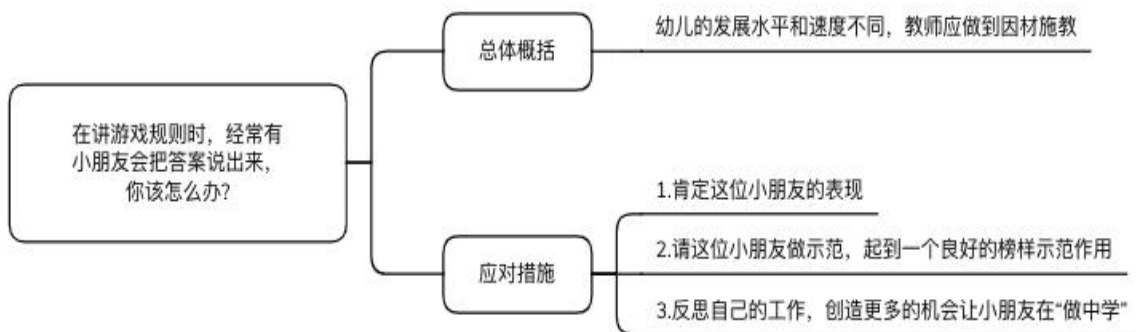 在讲游戏规则时，经常有
小朋友会把答案说出来，
你该怎么办?
总体概括
幼儿的发展水平和速度不同，教师应做到因材施教
应对措施
1.肯定这位小朋友的表现
2.请这位小朋友做示范，起到一个良好的榜样示范作用
3.反思自己的工作，创造更多的机会让小朋友在“做中学”